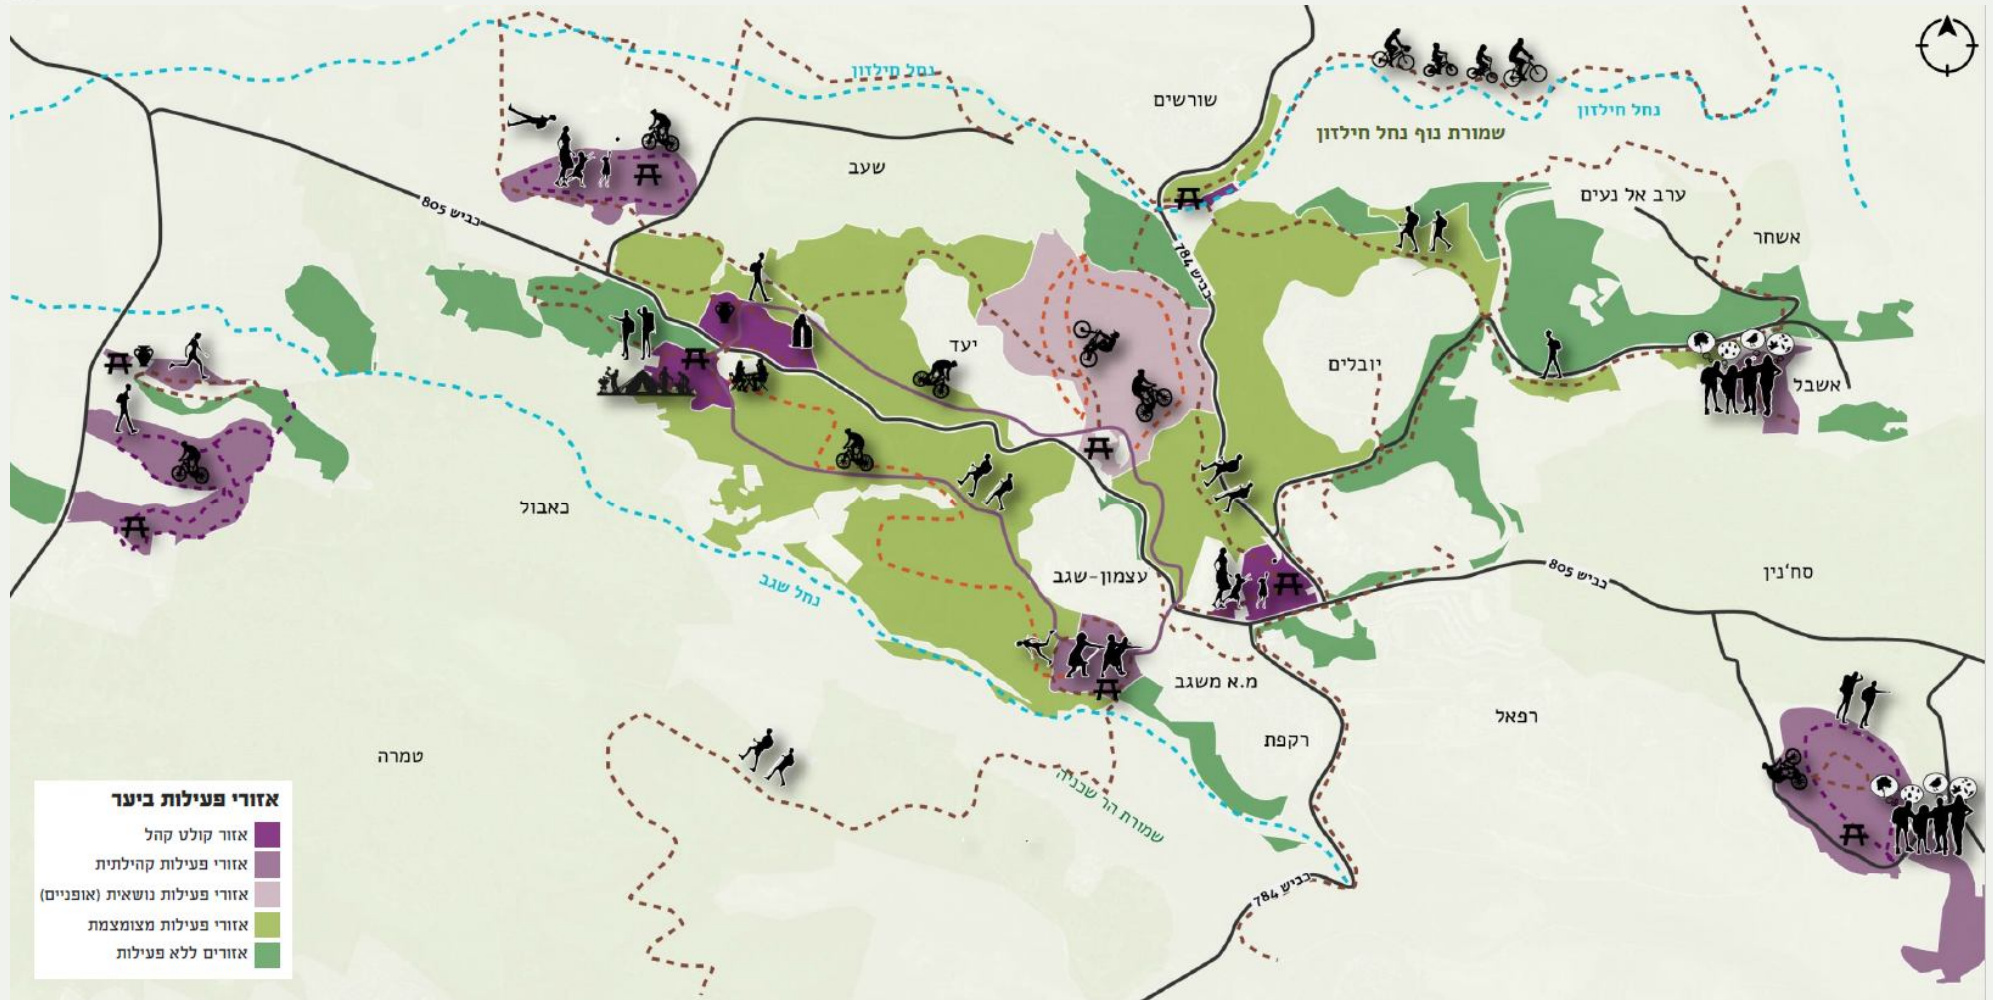 נחל חילזון
שורשים
נחל חילזון
שמורת נוף נחל חילזון
שעב
ערב אל נעים
כביש 805
אשחר
כביש 784
יעד
יובלים
אשבל
כאבול
עצמון-שגב
כביש 805
סח'נין
נחל שגב
מ.א משגב
רפאל
רקפת
טמרה
שמורת הר שכניה
כביש 784
אזורי פעילות ביער
אזור קולט קהל
אזורי פעילות קהילתית
אזורי פעילות נושאית (אופניים)
אזורי פעילות מצומצמת
אזורים ללא פעילות